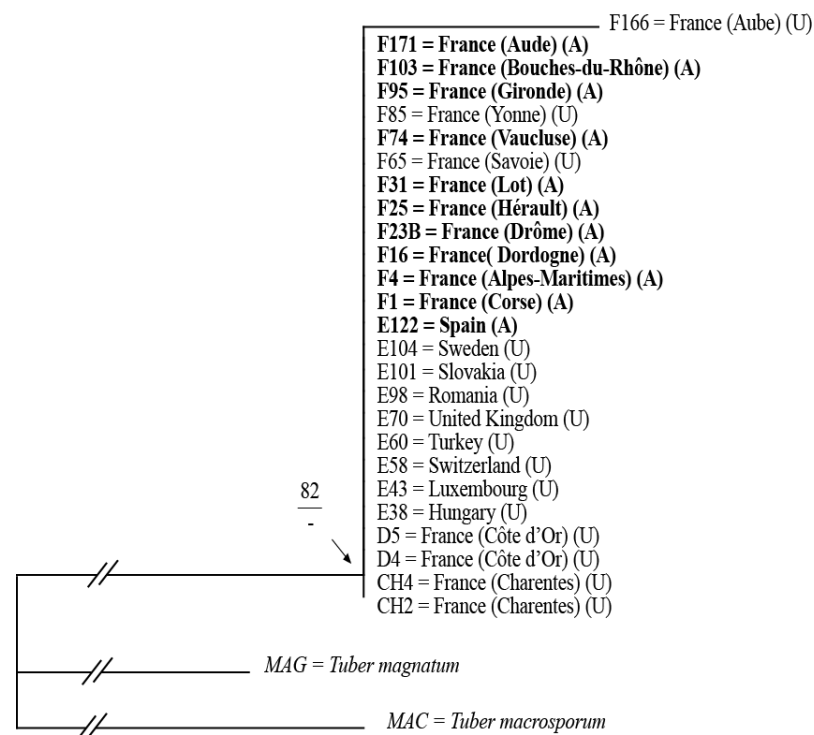 F166 = France (Aube) (U)
F171 = France (Aude) (A)
F103 = France (Bouches-du-Rhône) (A)
F95 = France (Gironde) (A)
F85 = France (Yonne) (U)
F74 = France (Vaucluse) (A)
F65 = France (Savoie) (U)
F31 = France (Lot) (A)
F25 = France (Hérault) (A)
F23B = France (Drôme) (A)
F16 = France( Dordogne) (A)
F4 = France (Alpes-Maritimes) (A)
F1 = France (Corse) (A)
E122 = Spain (A)
E104 = Sweden (U)
E101 = Slovakia (U)
E98 = Romania (U)
E70 = United Kingdom (U)
E60 = Turkey (U)
E58 = Switzerland (U)
E43 = Luxembourg (U)
E38 = Hungary (U)
D5 = France (Côte d’Or) (U)
D4 = France (Côte d’Or) (U)
CH4 = France (Charentes) (U)
CH2 = France (Charentes) (U)
82
-
MAG = Tuber magnatum
MAC = Tuber macrosporum